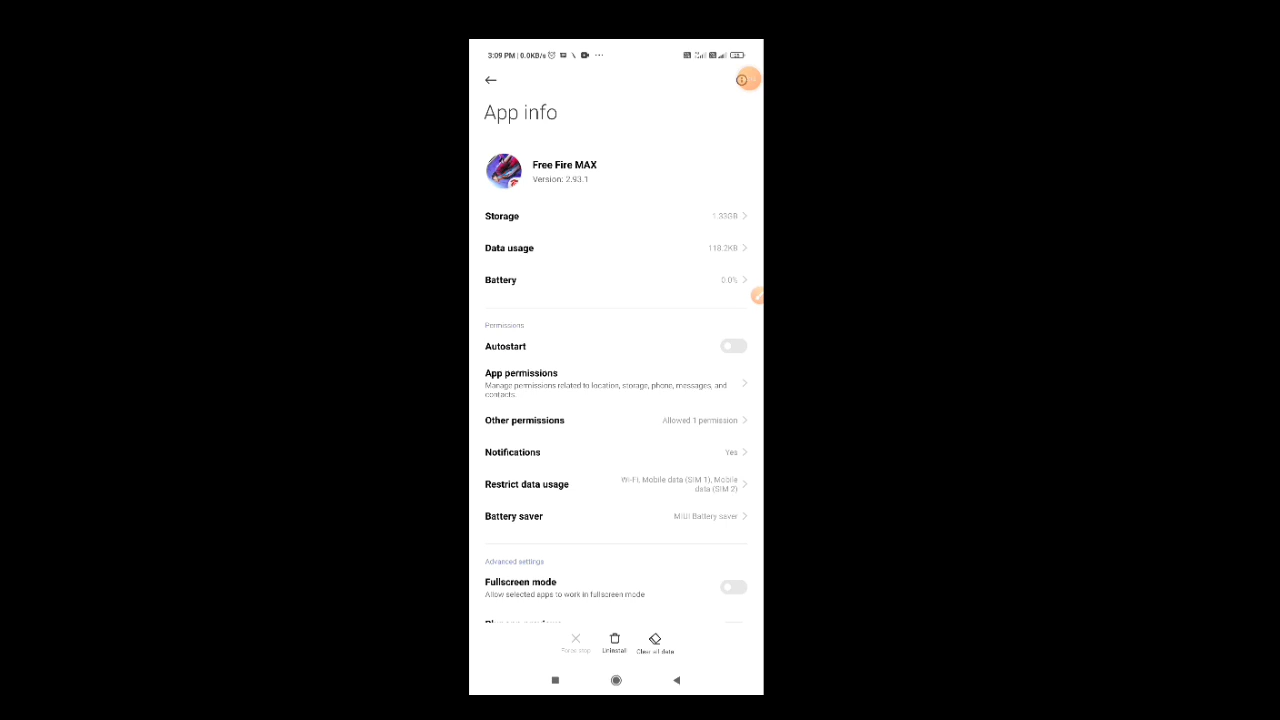 3:09 PM | 0.0KB/s
App info
Free Fire MAX
Version: 2.93.1
Storage 1.33GB
Data usage 118.2KB
Battery 0.0%
Permissions
Autostart
App permissions
Manage permissions related to location, storage, phone, messages, and
contacts.
Other permissions Allowed 1 permission
Notifications Yes
Restrict data usage Wi-Fi, Mobile data (SIM 1), Mobile
data (SIM 2)
Battery saver MIUI Battery saver
Advanced settings
Fullscreen mode
Allow selected apps to work in fullscreen mode
Force stop Uninstall Clear all data